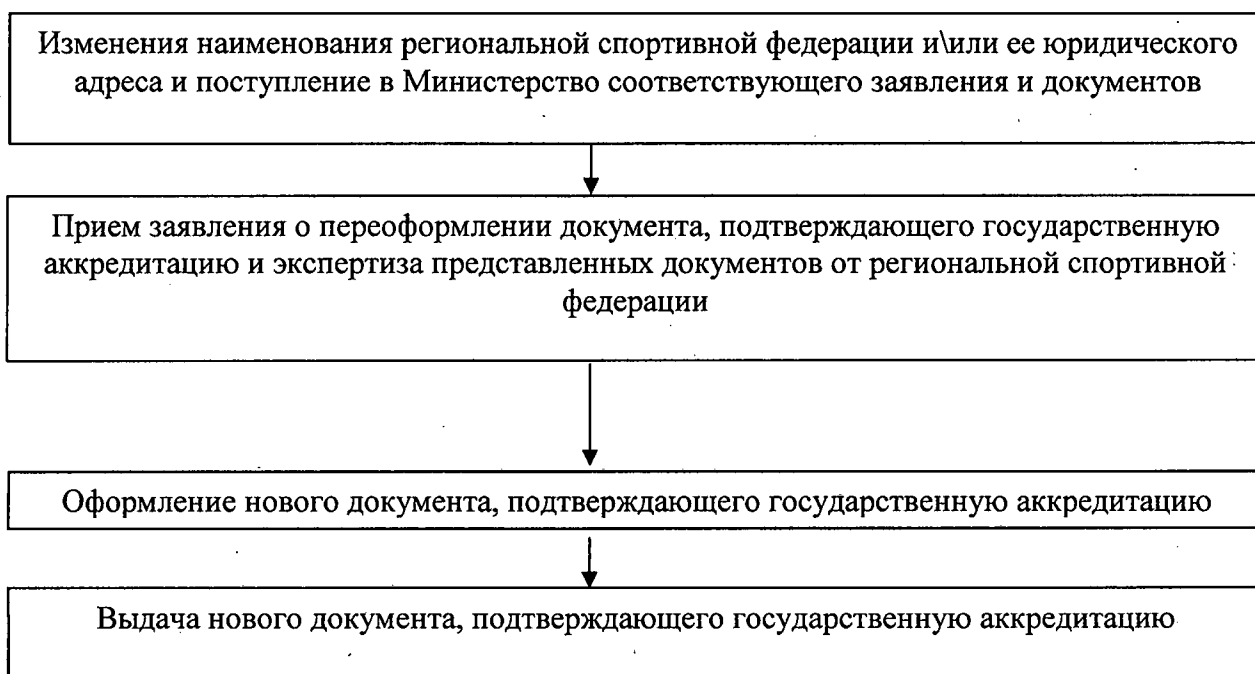 Изменения наименования региональной спортивной федерации и\или ее юридического
адреса и поступление в Министерство соответствующего заявления и документов
Прием заявления о переоформлении документа, подтверждающего государственную
аккредитацию и экспертиза представленных документов от региональной спортивной
федерации
Оформление нового документа, подтверждающего государственную аккредитацию
Выдача нового документа, подтверждающего государственную аккредитацию